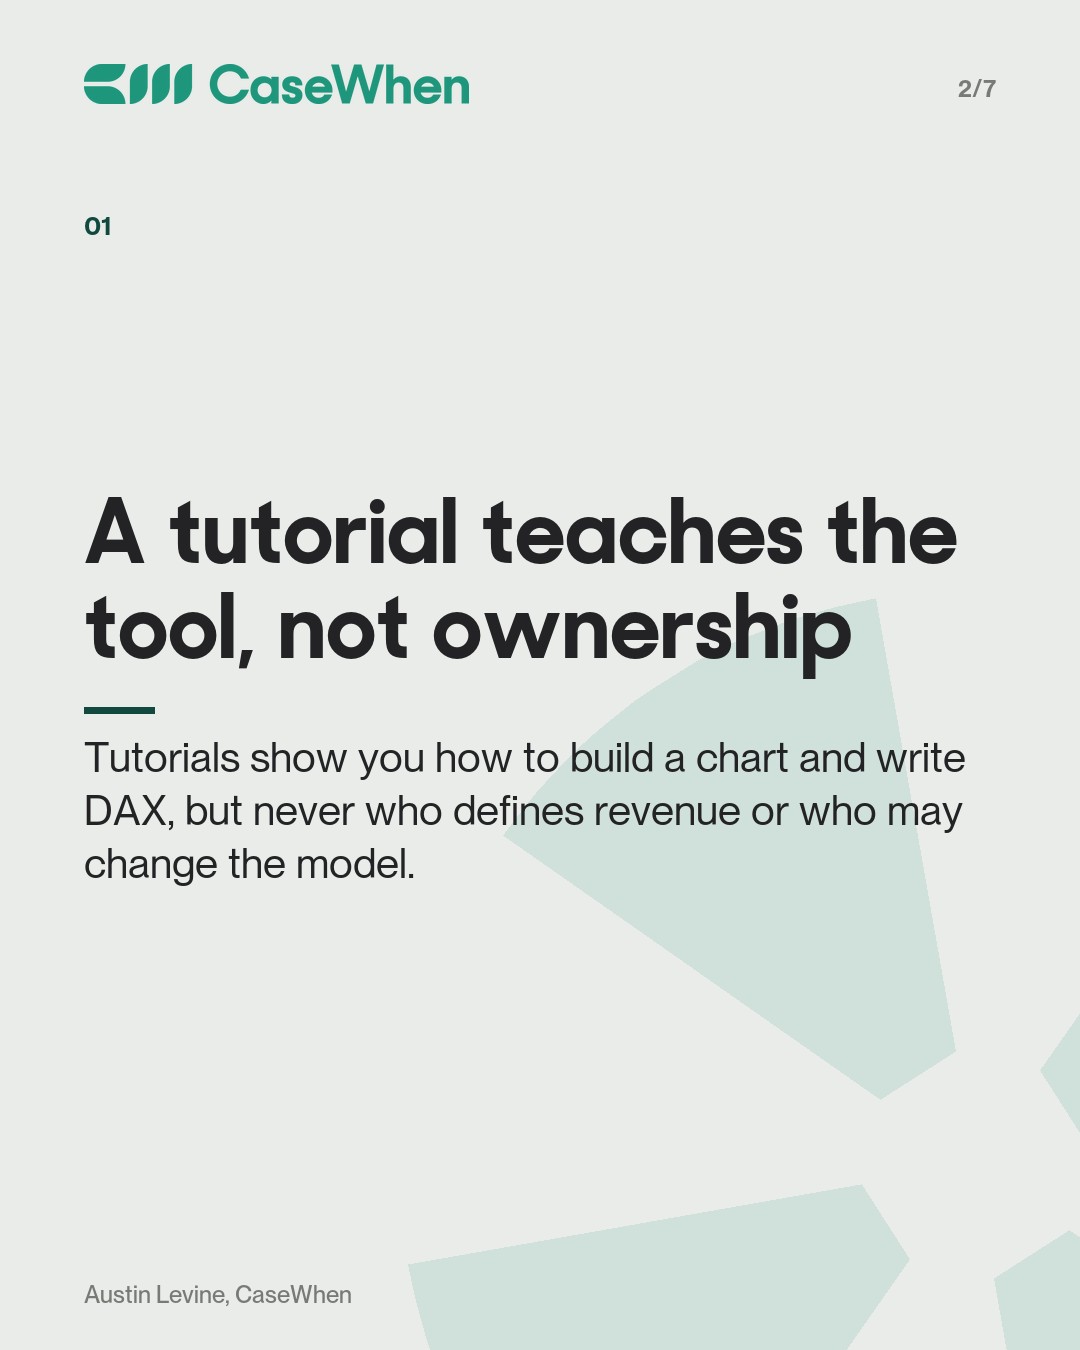 CaseWhen
2/7
01
A tutorial teaches the
tool, not ownership
Tutorials show you how to build a chart and write
DAX, but never who defines revenue or who may
change the model.
Austin Levine, CaseWhen